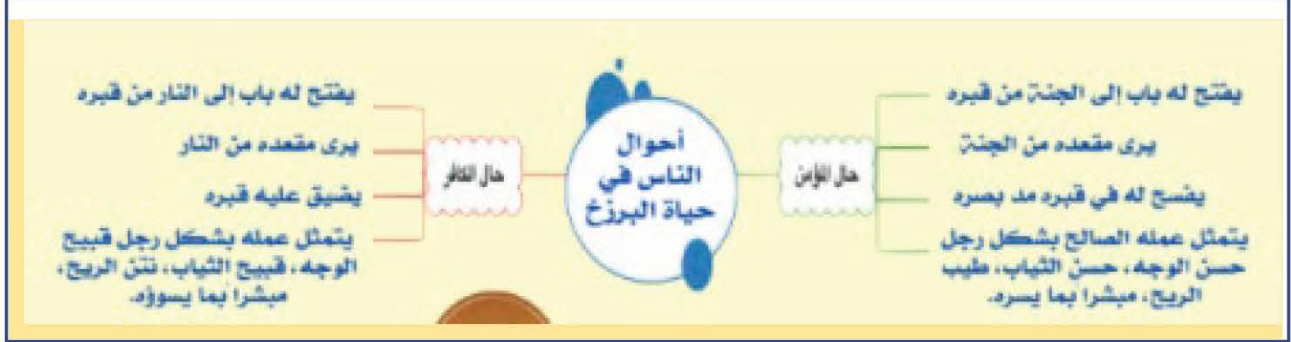 أحوال
الناس في
حياة البرزخ
حال المؤمن
يفتح له باب إلى الجنة من قبره
يرى مقعده من الجنة
يفسح له في قبره مد بصره
يتمثل عمله الصالح بشكل رجل
حسن الوجه، حسن الثياب، طيب
الريح، مبشرا بما يسره.
حال الكافر
يفتح له باب إلى النار من قبره
يرى مقعده من النار
يضيق عليه قبره
يتمثل عمله بشكل رجل قبيح
الوجه، قبيح الثياب، نتن الريح،
مبشرا بما يسوؤه.